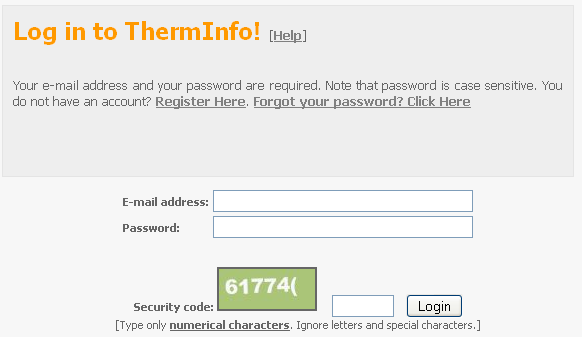 Log in to ThermInfo! [Help]
Your e-mail address and your password are required. Note that password is case sensitive. You
do not have an account? Register Here. Forgot your password? Click Here
E-mail address:
Password:
61774(
Security code:
Login
[Type only numerical characters. Ignore letters and special characters.]